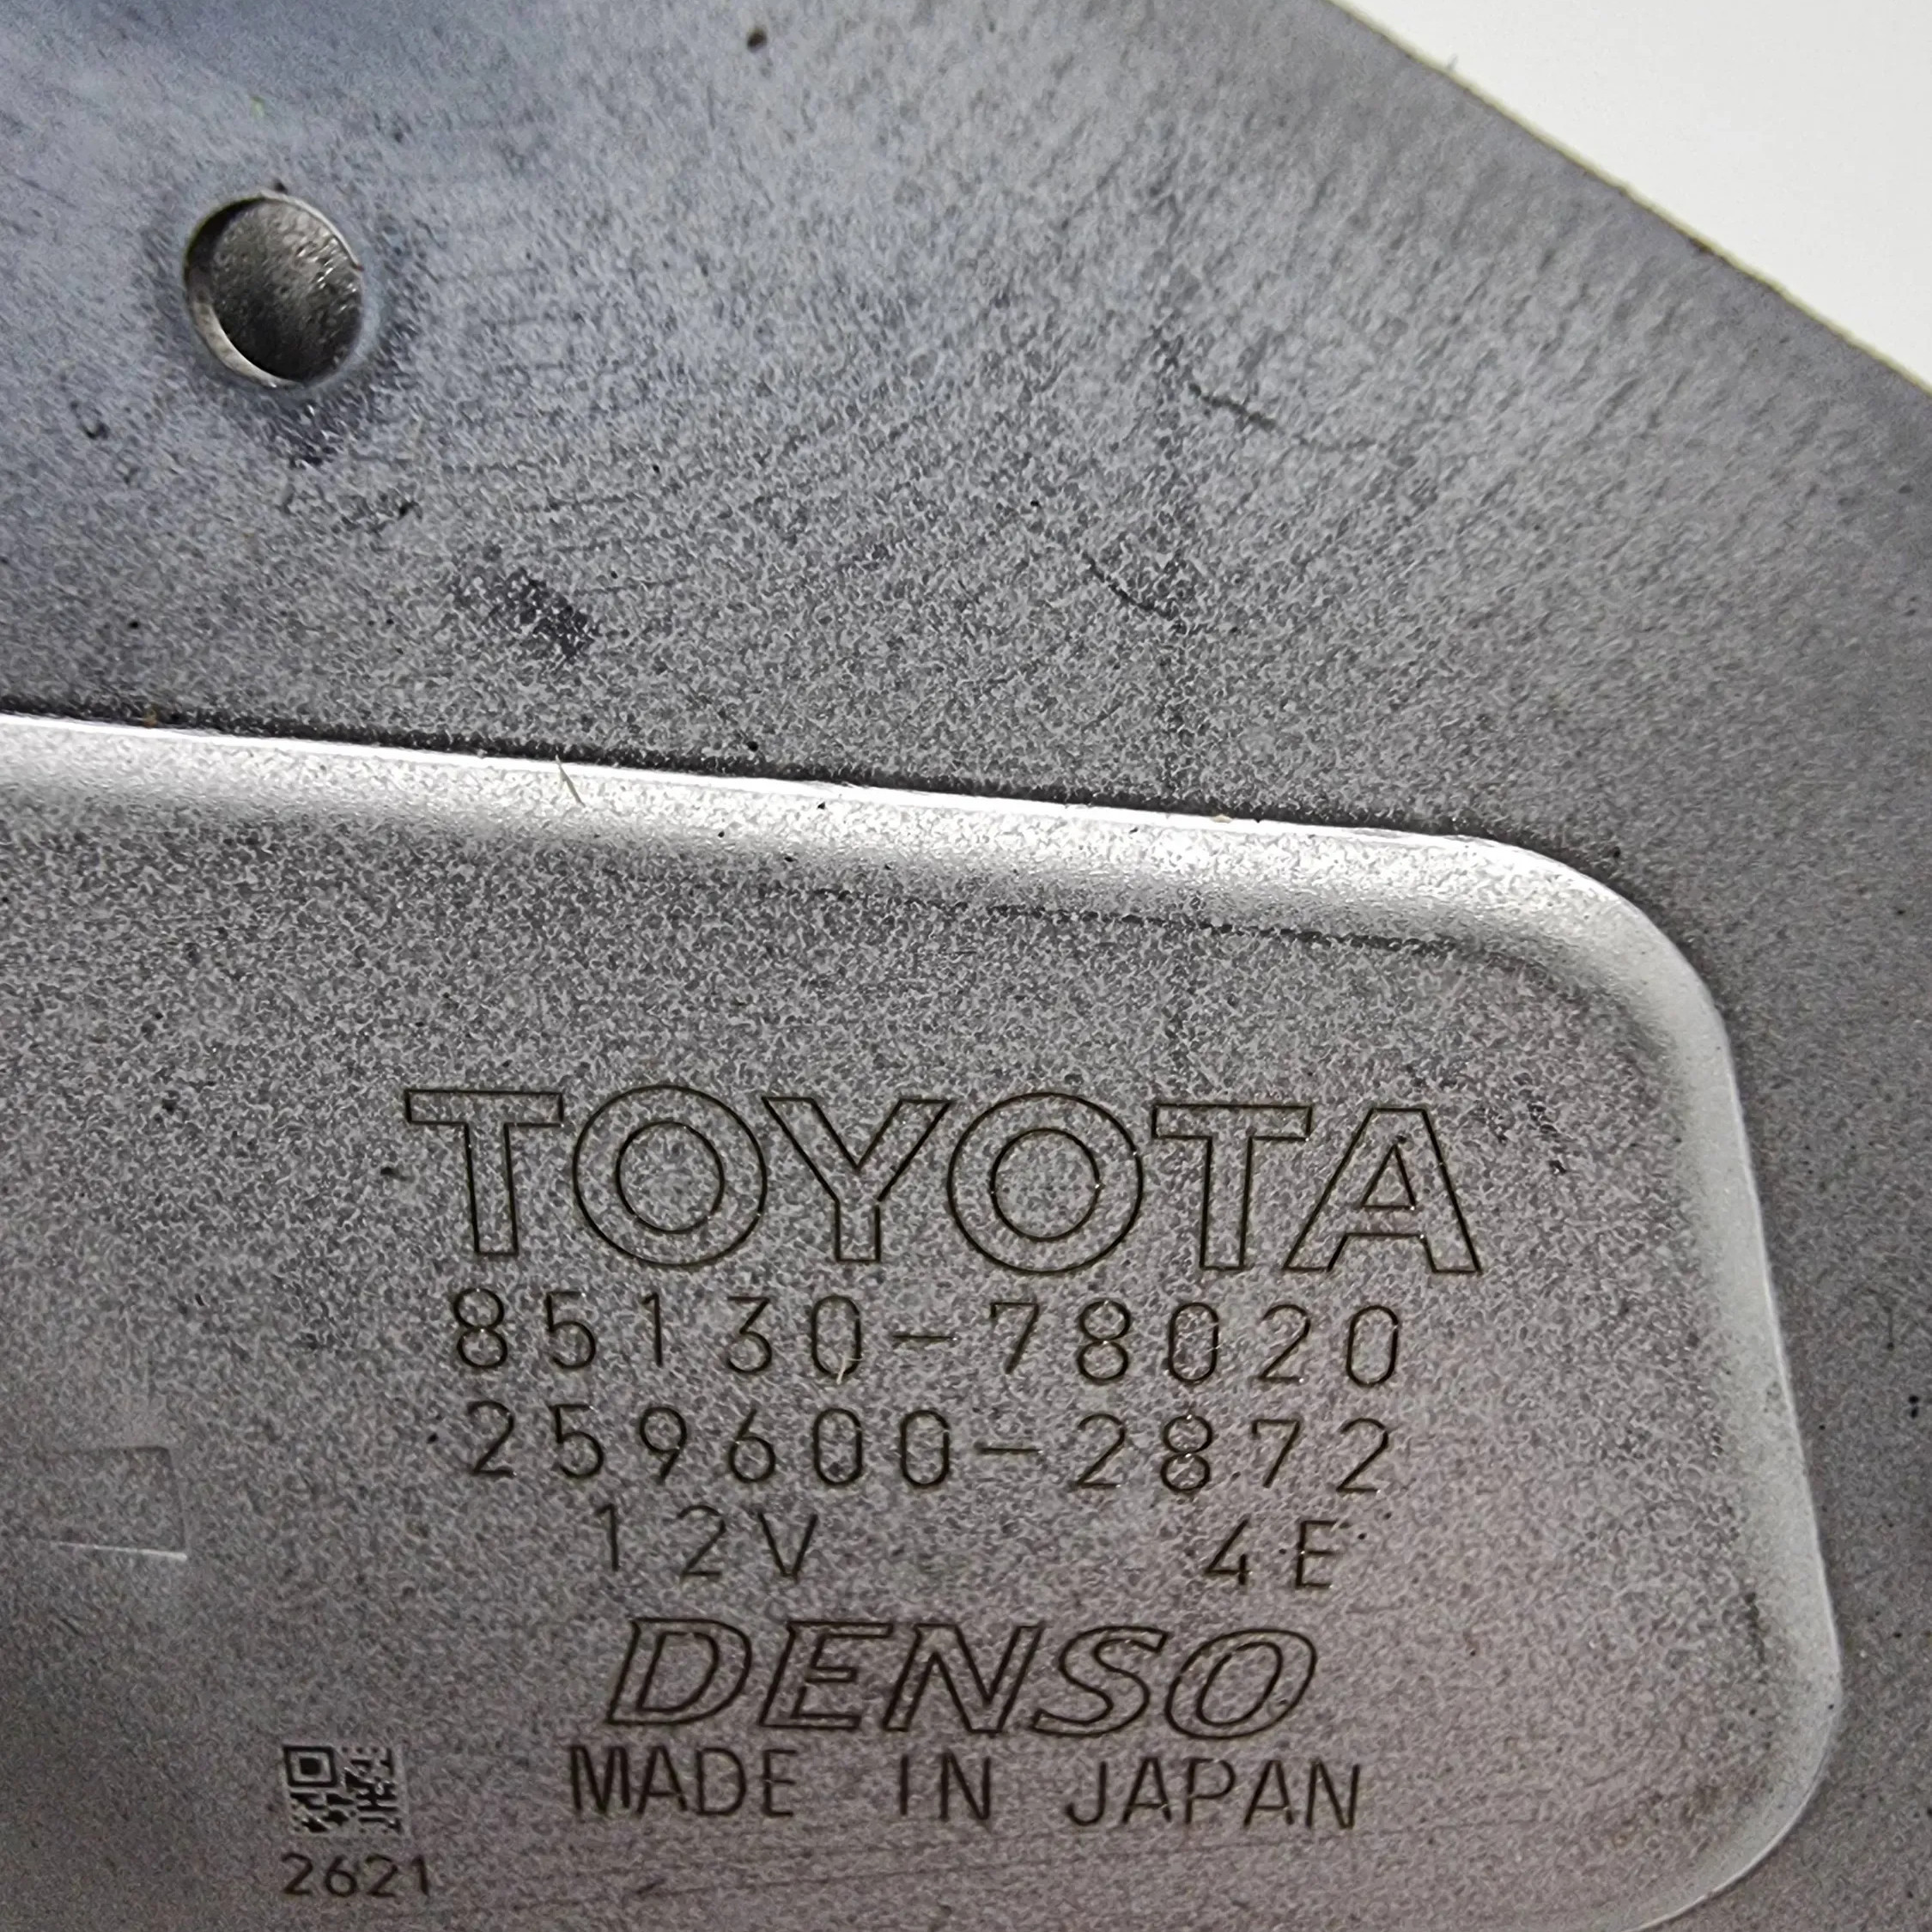 TOYOTA
85130-78020
259600-2872
12V 4E
DENSO
MADE IN JAPAN
2621